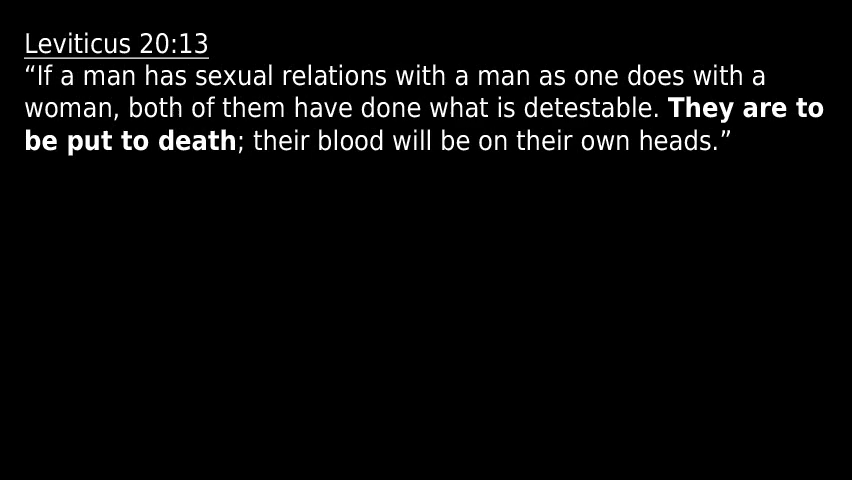 Leviticus 20:13
“If a man has sexual relations with a man as one does with a
woman, both of them have done what is detestable. They are to
be put to death; their blood will be on their own heads.”